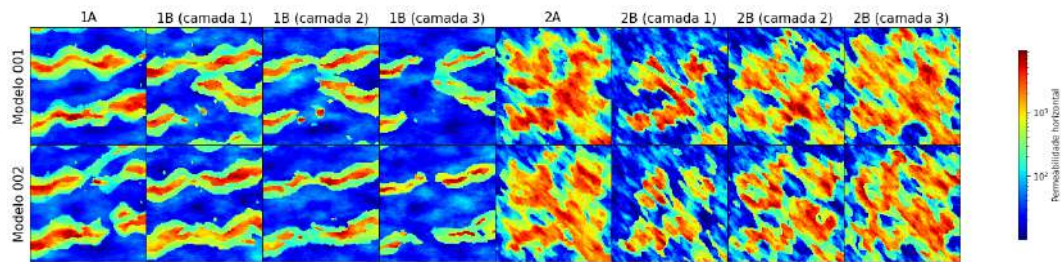 1A 1B (camada 1) 1B (camada 2) 1B (camada 3) 2A 2B (camada 1) 2B (camada 2) 2B (camada 3)
Modelo 001
Modelo 002
10³
10²
Permeabilidade horizontal